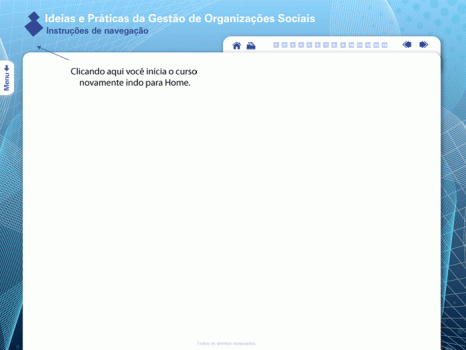 Ideias e Práticas da Gestão de Organizações Sociais
Instruções de navegação
Menu
Clicando aqui você inicia o curso
novamente indo para Home.
Todos os direitos reservados.